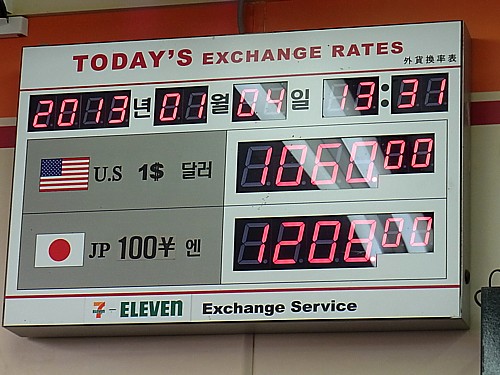 TODAY'S EXCHANGE RATES 外貨換率表
2013년 01월 04일 13:31
U.S 1$ 달러 1060.00
JP 100¥ 엔 1208.00
7-ELEVEN Exchange Service